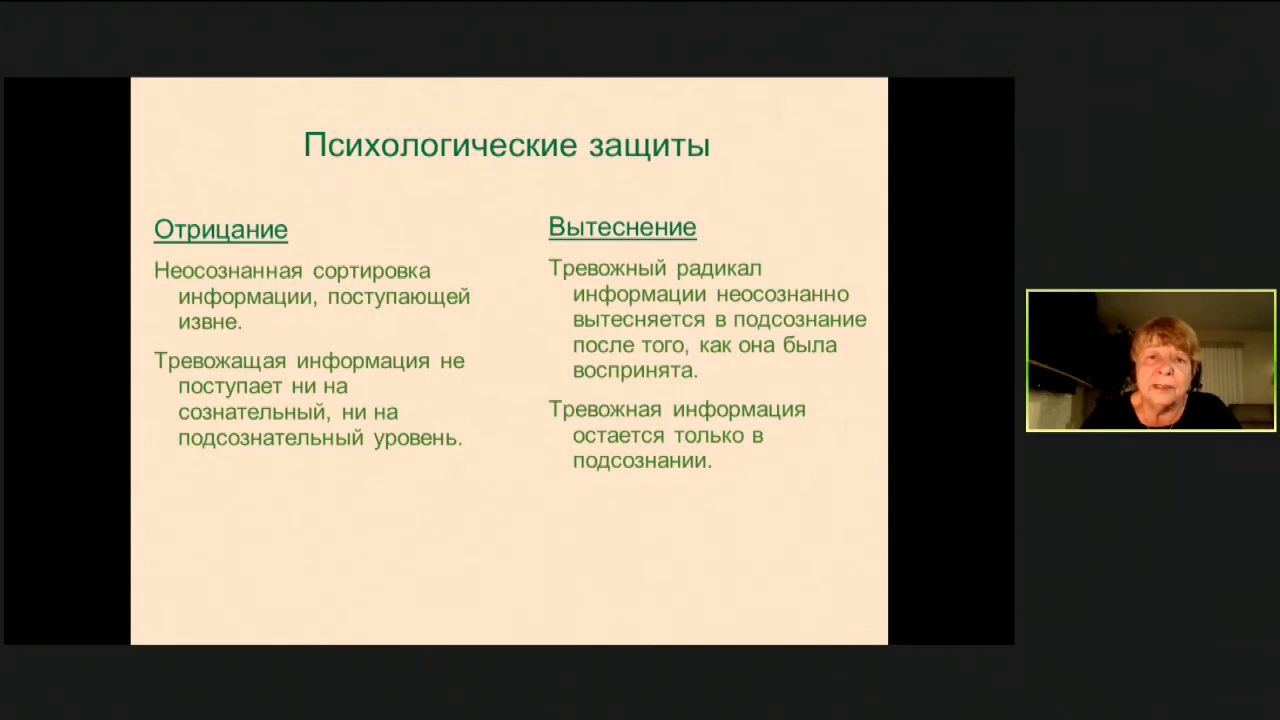 Психологические защиты
Отрицание
Неосознанная сортировка
информации, поступающей
извне.
Тревожащая информация не
поступает ни на
сознательный, ни на
подсознательный уровень.
Вытеснение
Тревожный радикал
информации неосознанно
вытесняется в подсознание
после того, как она была
воспринята.
Тревожная информация
остается только в
подсознании.